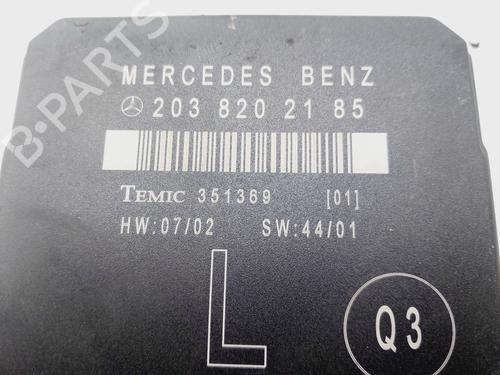 B-PARTS
MERCEDES BENZ
203 820 21 85
TEMIC 351369 [01]
HW:07/02 SW:44/01
L
Q3